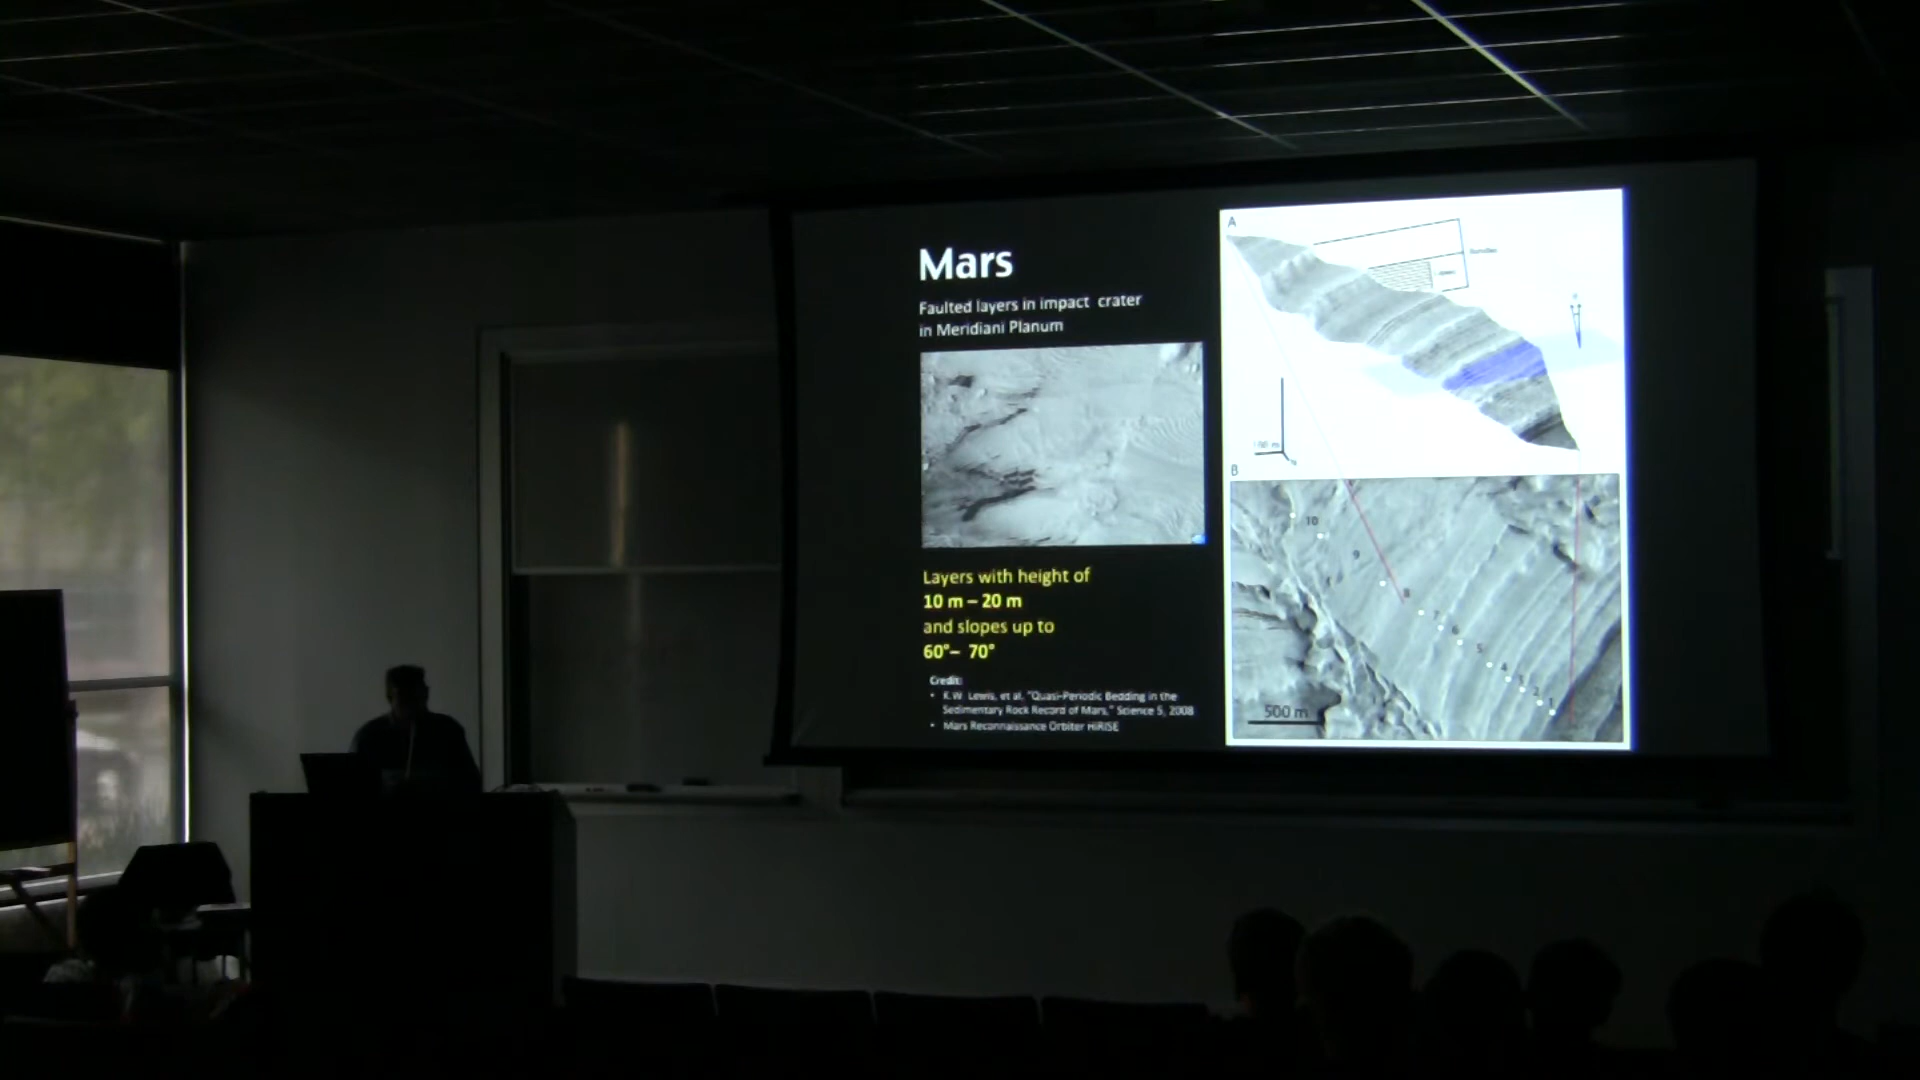 Mars
Faulted layers in impact crater
in Meridiani Planum
Layers with height of
10 m – 20 m
and slopes up to
60°– 70°
Credit:
• K.W. Lewis, et al. "Quasi-Periodic Bedding in the
Sedimentary Rock Record of Mars," Science 5, 2008
• Mars Reconnaissance Orbiter HiRISE
A
B
10
9
8
7
6
5
4
3
2
1
500 m